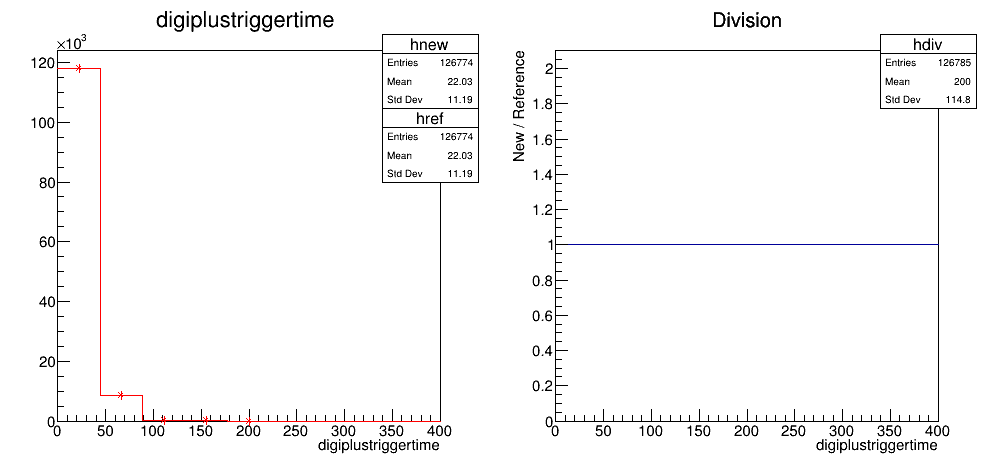 digiplustriggertime
×10³
hnew
Entries 126774
Mean 22.03
Std Dev 11.19
href
Entries 126774
Mean 22.03
Std Dev 11.19
120
100
80
60
40
20
0
0 50 100 150 200 250 300 350 400
digiplustriggertime
Division
hdiv
Entries 126785
Mean 200
Std Dev 114.8
New / Reference
2
1.8
1.6
1.4
1.2
1
0.8
0.6
0.4
0.2
0
0 50 100 150 200 250 300 350 400
digiplustriggertime